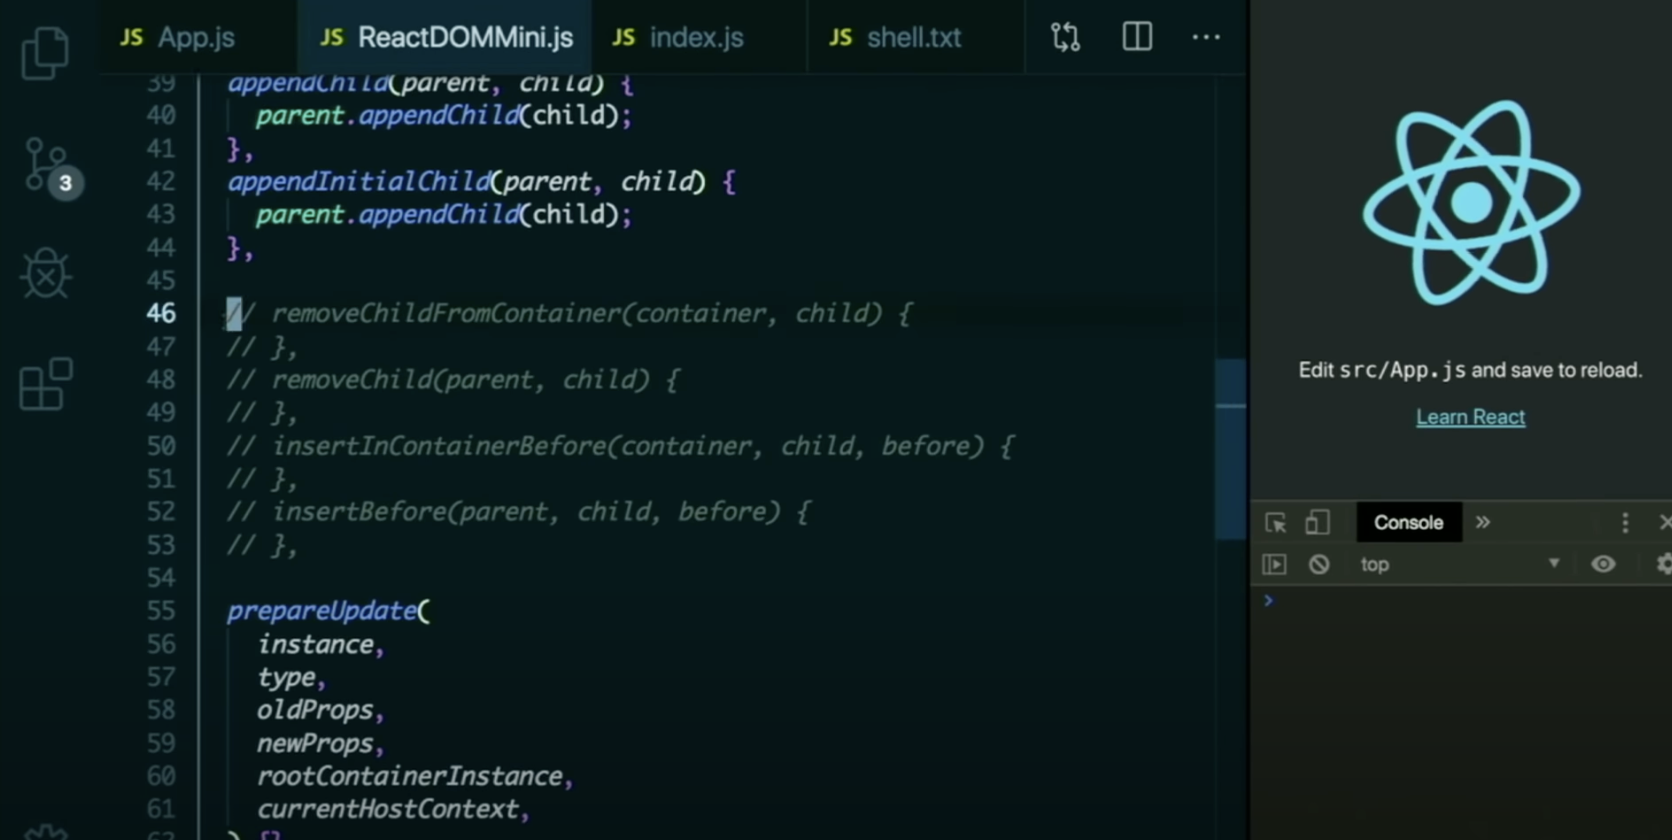 JS App.js
JS ReactDOMMini.js
JS index.js
JS shell.txt
3
39 appendChild(parent, child) {
40 parent.appendChild(child);
41 },
42 appendInitialChild(parent, child) {
43 parent.appendChild(child);
44 },
45
46 // removeChildFromContainer(container, child) {
47 // },
48 // removeChild(parent, child) {
49 // },
50 // insertInContainerBefore(container, child, before) {
51 // },
52 // insertBefore(parent, child, before) {
53 // },
54
55 prepareUpdate(
56 instance,
57 type,
58 oldProps,
59 newProps,
60 rootContainerInstance,
61 currentHostContext,
62 ) {}
Edit src/App.js and save to reload.
Learn React
Console
top